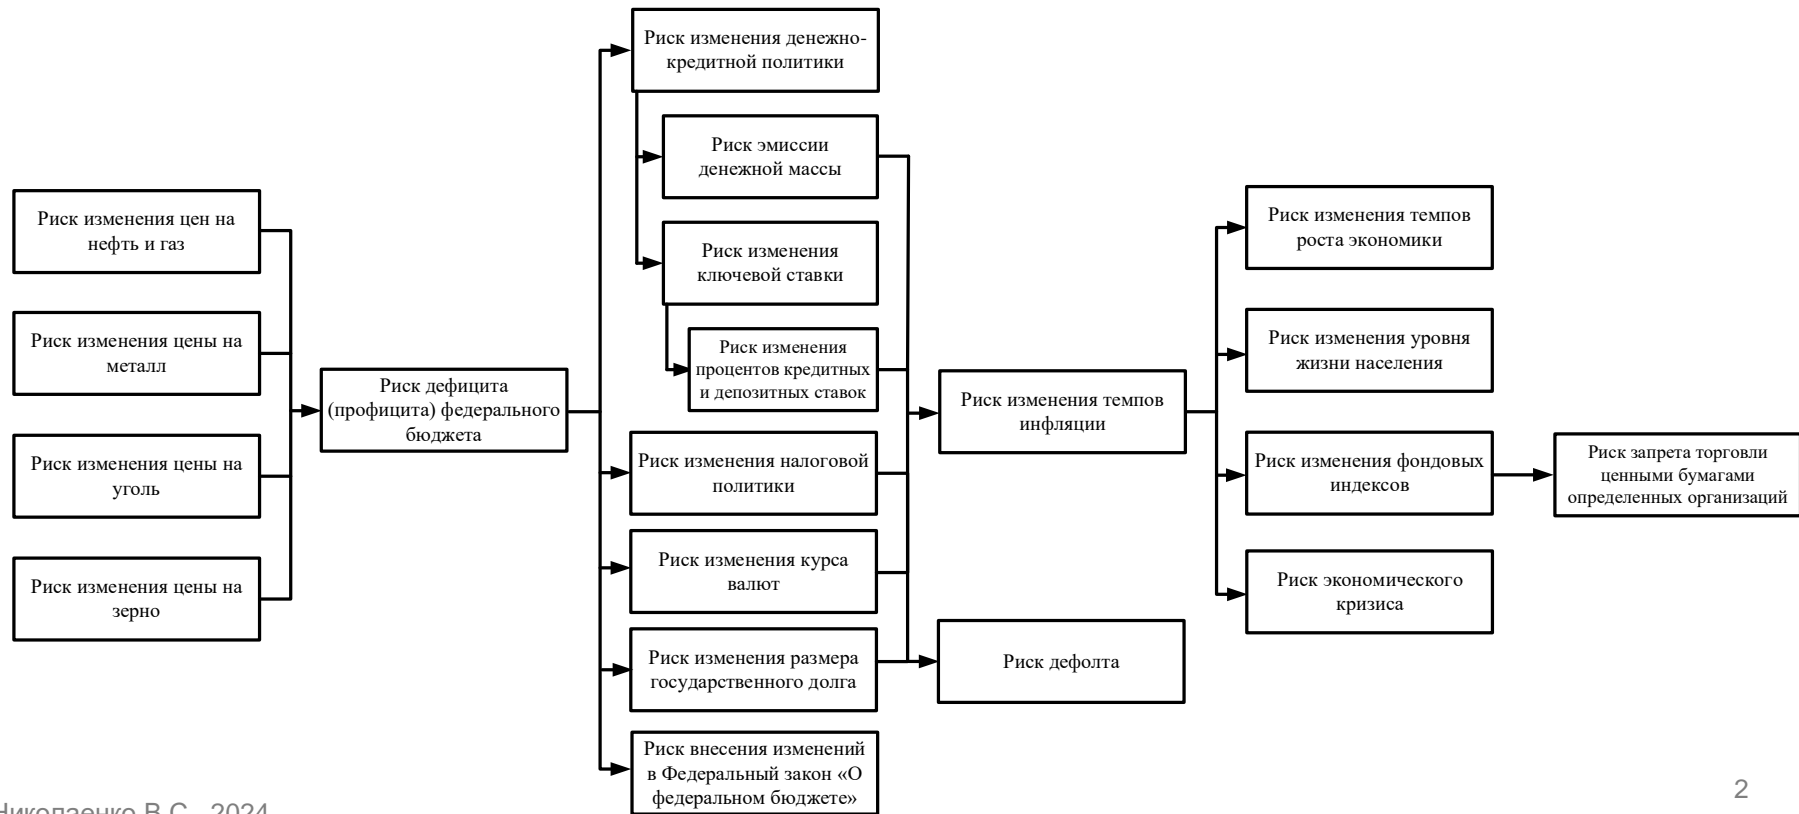 Риск изменения денежно-
кредитной политики
Риск эмиссии
денежной массы
Риск изменения цен на
нефть и газ
Риск изменения темпов
роста экономики
Риск изменения
ключевой ставки
Риск изменения цены на
металл
Риск изменения уровня
жизни населения
Риск изменения
процентов кредитных
и депозитных ставок
Риск дефицита
(профицита) федерального
бюджета
Риск изменения темпов
инфляции
Риск изменения цены на
уголь
Риск изменения налоговой
политики
Риск изменения фондовых
индексов
Риск запрета торговли
ценными бумагами
определенных организаций
Риск изменения цены на
зерно
Риск изменения курса
валют
Риск экономического
кризиса
Риск изменения размера
государственного долга
Риск дефолта
Риск внесения изменений
в Федеральный закон «О
федеральном бюджете»
2
Николаенко В.С., 2024